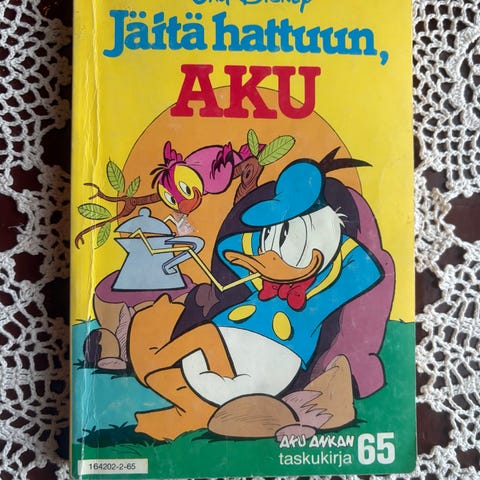 Walt Disney
Jäitä hattuun,
AKU
AKU ANKAN
taskukirja 65
164202-2-65